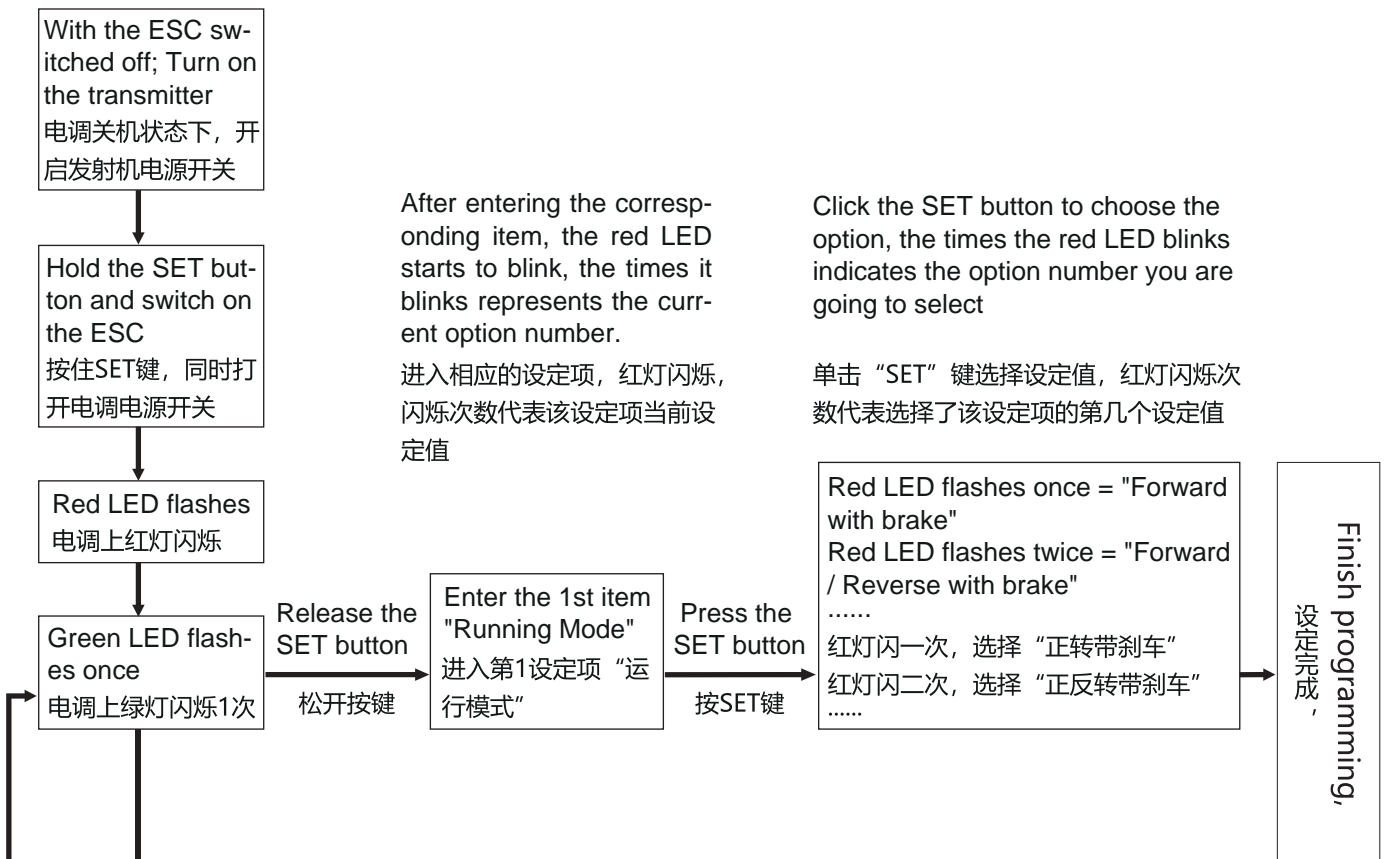 With the ESC sw-
itched off; Turn on
the transmitter
电调关机状态下，开
启发射机电源开关
Hold the SET but-
ton and switch on
the ESC
按住SET键，同时打
开电调电源开关
After entering the corresp-
onding item, the red LED
starts to blink, the times it
blinks represents the curr-
ent option number.
进入相应的设定项，红灯闪烁，
闪烁次数代表该设定项当前设
定值
Click the SET button to choose the
option, the times the red LED blinks
indicates the option number you are
going to select
单击“SET”键选择设定值，红灯闪烁次
数代表选择了该设定项的第几个设定值
Red LED flashes
电调上红灯闪烁
Green LED flash-
es once
电调上绿灯闪烁1次
Release the
SET button
松开按键
Enter the 1st item
"Running Mode"
进入第1设定项“运
行模式”
Press the
SET button
按SET键
Red LED flashes once = "Forward
with brake"
Red LED flashes twice = "Forward
/ Reverse with brake"
······
红灯闪一次，选择“正转带刹车”
红灯闪二次，选择“正反转带刹车”
······
Finish programming,
设定完成，